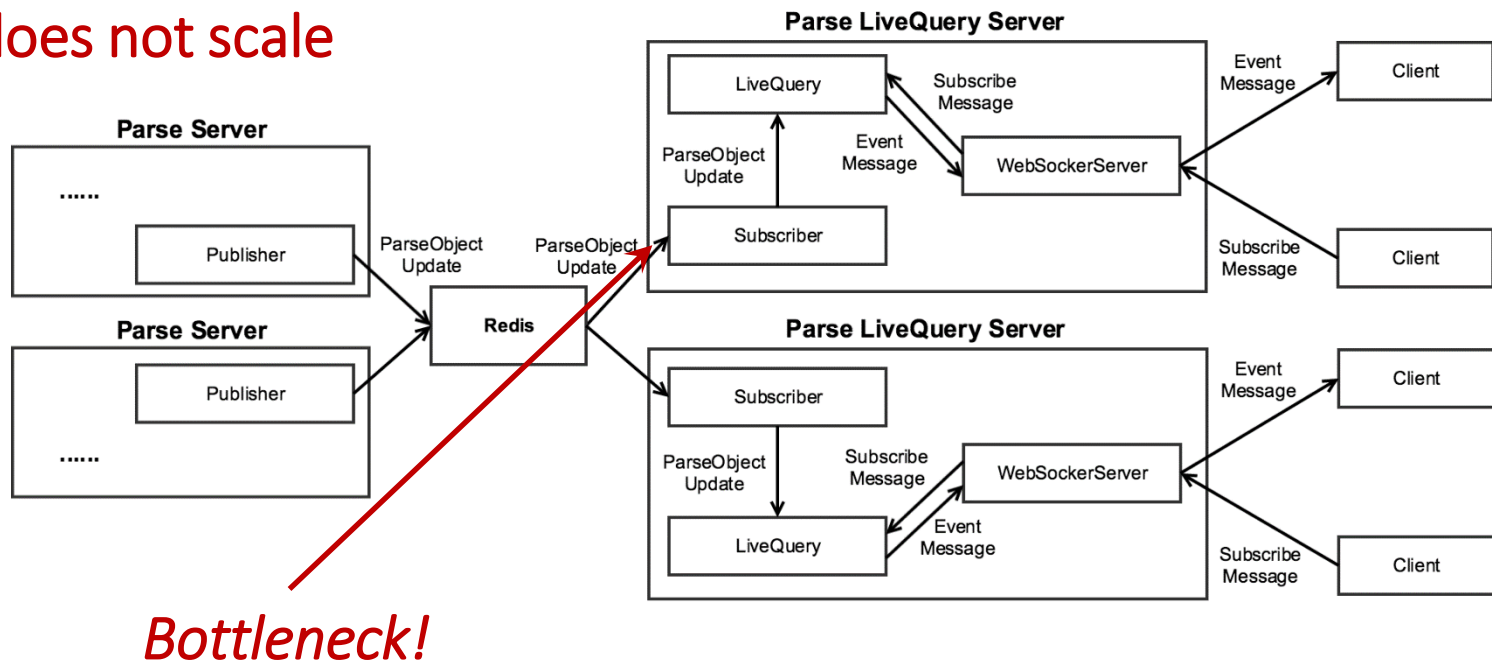 does not scale
Parse Server
......
Publisher
Parse Server
Publisher
......
ParseObject
Update
Redis
ParseObject
Update
Parse LiveQuery Server
LiveQuery
Subscribe
Message
Event
Message
ParseObject
Update
WebSockerServer
Subscriber
Event
Message
Client
Subscribe
Message
Client
Parse LiveQuery Server
Subscriber
ParseObject
Update
Subscribe
Message
WebSockerServer
LiveQuery
Event
Message
Event
Message
Client
Subscribe
Message
Client
Bottleneck!